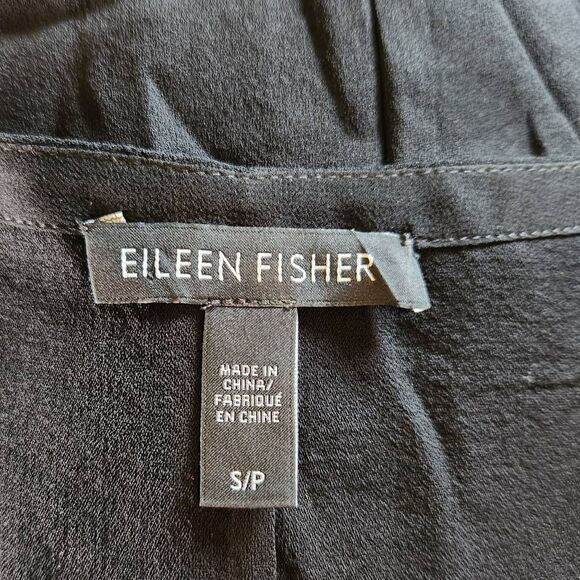 EILEEN FISHER
MADE IN
CHINA/
FABRIQUÉ
EN CHINE
S/P